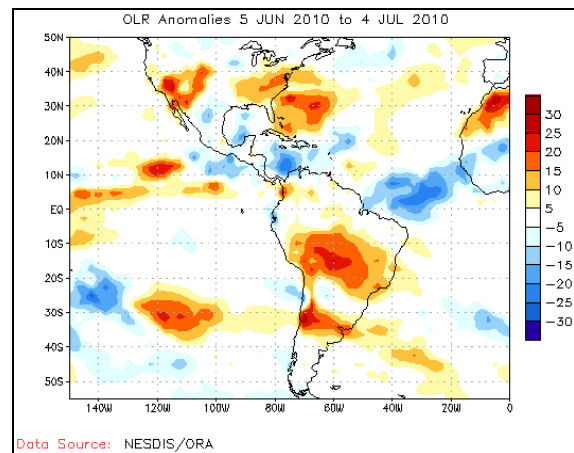 OLR Anomalies 5 JUN 2010 to 4 JUL 2010
50N
40N
30N
20N
10N
EQ
10S
20S
30S
40S
50S
140W 120W 100W 80W 60W 40W 20W 0
30
25
20
15
10
5
-5
-10
-15
-20
-25
-30
Data Source: NESDIS/ORA